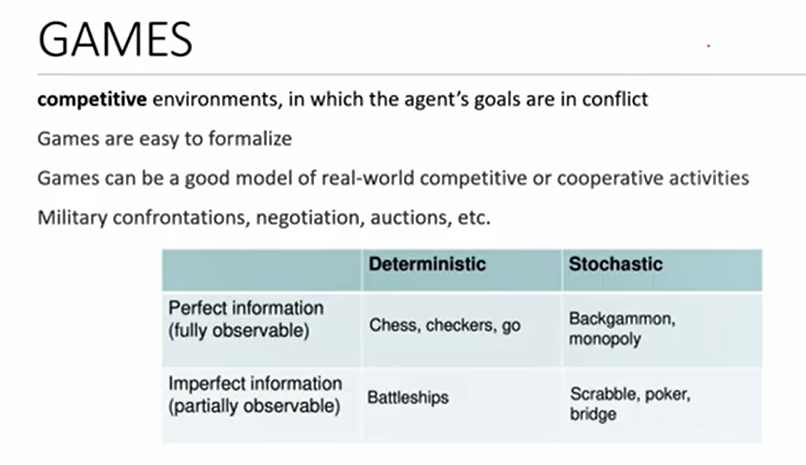 GAMES
competitive environments, in which the agent's goals are in conflict
Games are easy to formalize
Games can be a good model of real-world competitive or cooperative activities
Military confrontations, negotiation, auctions, etc.
Deterministic
Stochastic
Perfect information
(fully observable)
Chess, checkers, go
Backgammon,
monopoly
Imperfect information
(partially observable)
Battleships
Scrabble, poker,
bridge